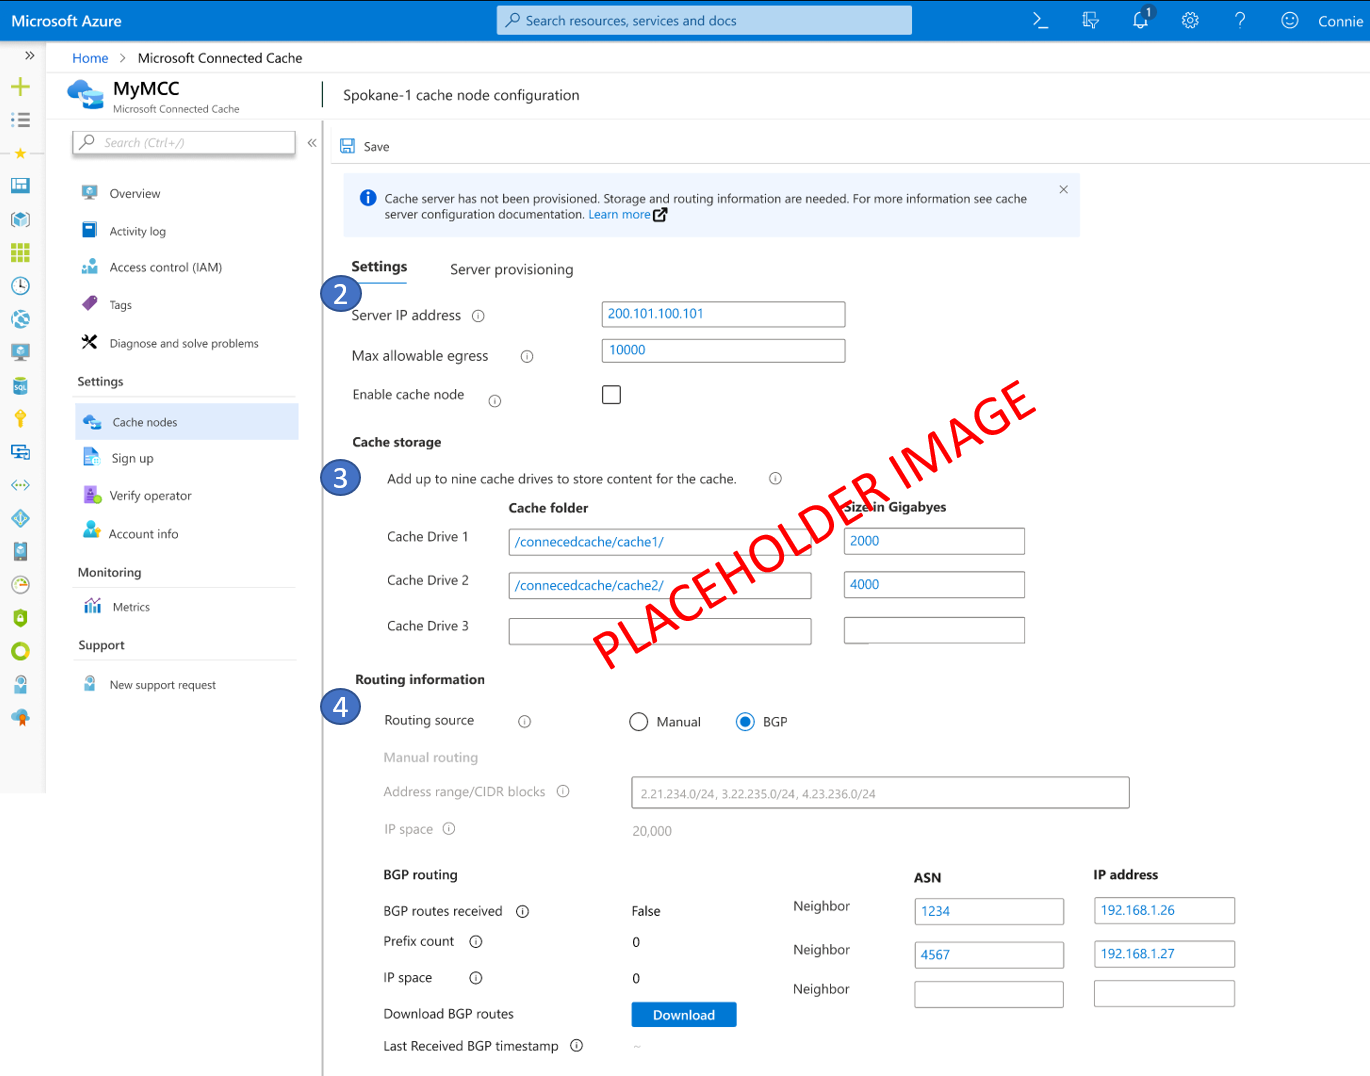 Microsoft Azure
Search resources, services and docs
1
Connie
Home > Microsoft Connected Cache
MyMCC
Microsoft Connected Cache
Spokane-1 cache node configuration
Search (Ctrl+/)
Save
Cache server has not been provisioned. Storage and routing information are needed. For more information see cache
server configuration documentation. Learn more
Overview
Activity log
Access control (IAM)
Tags
Diagnose and solve problems
Settings
Cache nodes
Sign up
Verify operator
Account info
Monitoring
Metrics
Support
New support request
SQL
Settings Server provisioning
2
Server IP address 200.101.100.101
Max allowable egress 10000
Enable cache node
Cache storage
3
Add up to nine cache drives to store content for the cache.
Cache folder Size in Gigabyes
Cache Drive 1 /connecedcache/cache1/ 2000
Cache Drive 2 /connecedcache/cache2/ 4000
Cache Drive 3
PLACEHOLDER IMAGE
Routing information
4
Routing source Manual BGP
Manual routing
Address range/CIDR blocks 2.21.234.0/24, 3.22.235.0/24, 4.23.236.0/24
IP space 20,000
BGP routing ASN IP address
BGP routes received False Neighbor 1234 192.168.1.26
Prefix count 0 Neighbor 4567 192.168.1.27
IP space 0 Neighbor
Download BGP routes Download
Last Received BGP timestamp ~